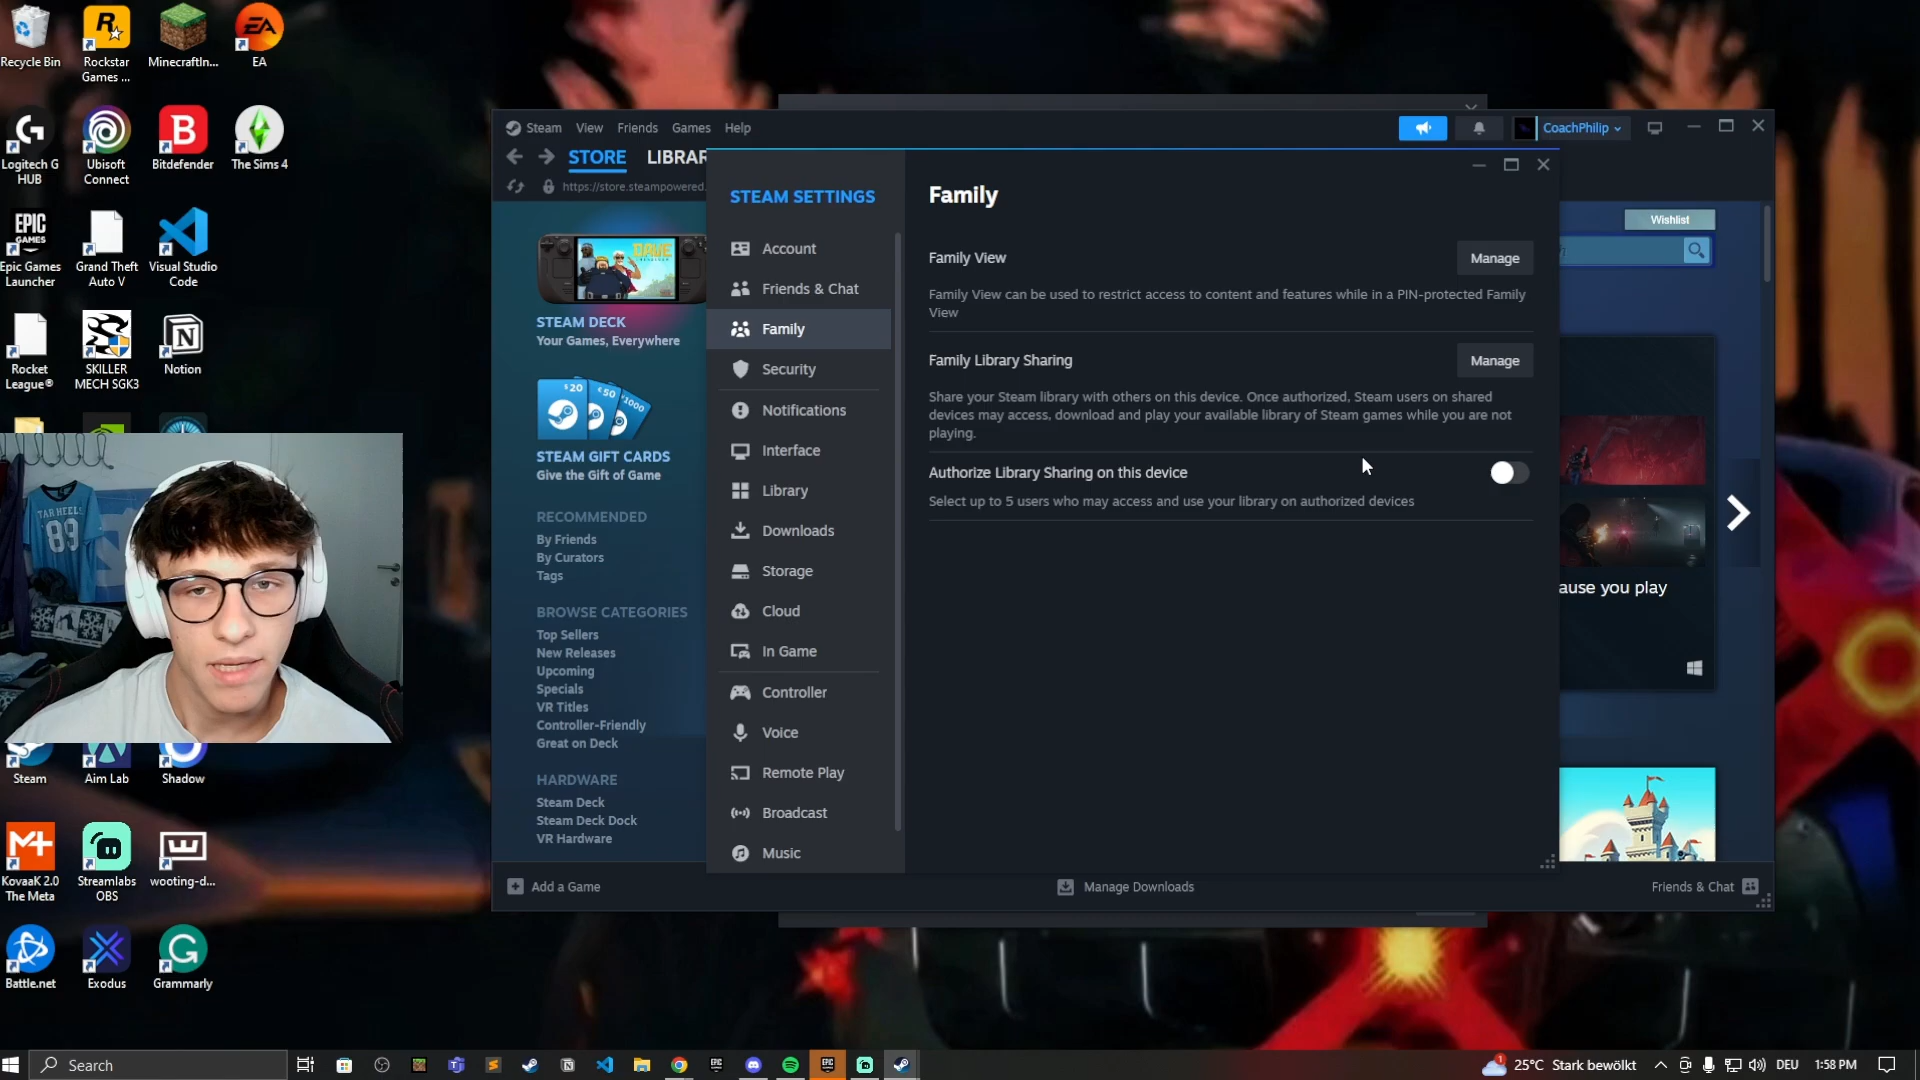 Recycle Bin
Rockstar
Games ...
MinecraftIn...
EA
Logitech G
HUB
Ubisoft
Connect
Bitdefender
The Sims 4
EPIC
GAMES
Epic Games
Launcher
Grand Theft
Auto V
Visual Studio
Code
Rocket
League®
SKILLER
MECH SGK3
Notion
TAR HEELS
89
Steam
Aim Lab
Shadow
KovaaK 2.0
The Meta
Streamlabs
OBS
wooting-d...
Battle.net
Exodus
Grammarly
Steam
View
Friends
Games
Help
CoachPhilip
STORE
LIBRAR
https://store.steampowered.
STEAM DECK
Your Games, Everywhere
$20
STEAM GIFT CARDS
Give the Gift of Game
RECOMMENDED
By Friends
By Curators
Tags
BROWSE CATEGORIES
Top Sellers
New Releases
Upcoming
Specials
VR Titles
Controller-Friendly
Great on Deck
HARDWARE
Steam Deck
Steam Deck Dock
VR Hardware
STEAM SETTINGS
Account
Friends & Chat
Family
Security
Notifications
Interface
Library
Downloads
Storage
Cloud
In Game
Controller
Voice
Remote Play
Broadcast
Music
Family
Family View
Manage
Family View can be used to restrict access to content and features while in a PIN-protected Family
View
Family Library Sharing
Manage
Share your Steam library with others on this device. Once authorized, Steam users on shared
devices may access, download and play your available library of Steam games while you are not
playing.
Authorize Library Sharing on this device
Select up to 5 users who may access and use your library on authorized devices
Wishlist
ause you play
Add a Game
Manage Downloads
Friends & Chat
Search
25°C Stark bewölkt
DEU
1:58 PM